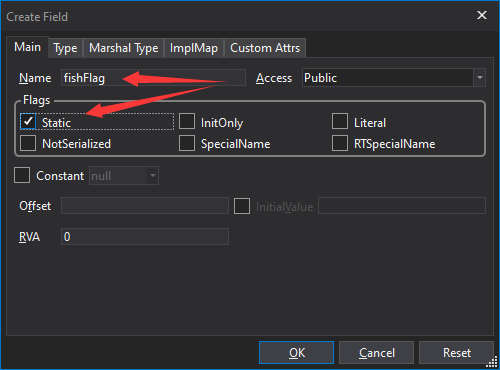 Create Field
Main Type Marshal Type ImplMap Custom Attrs
Name fishFlag Access Public
Flags
Static InitOnly Literal
NotSerialized SpecialName RTSpecialName
Constant null
Offset InitialValue
RVA 0
OK Cancel Reset